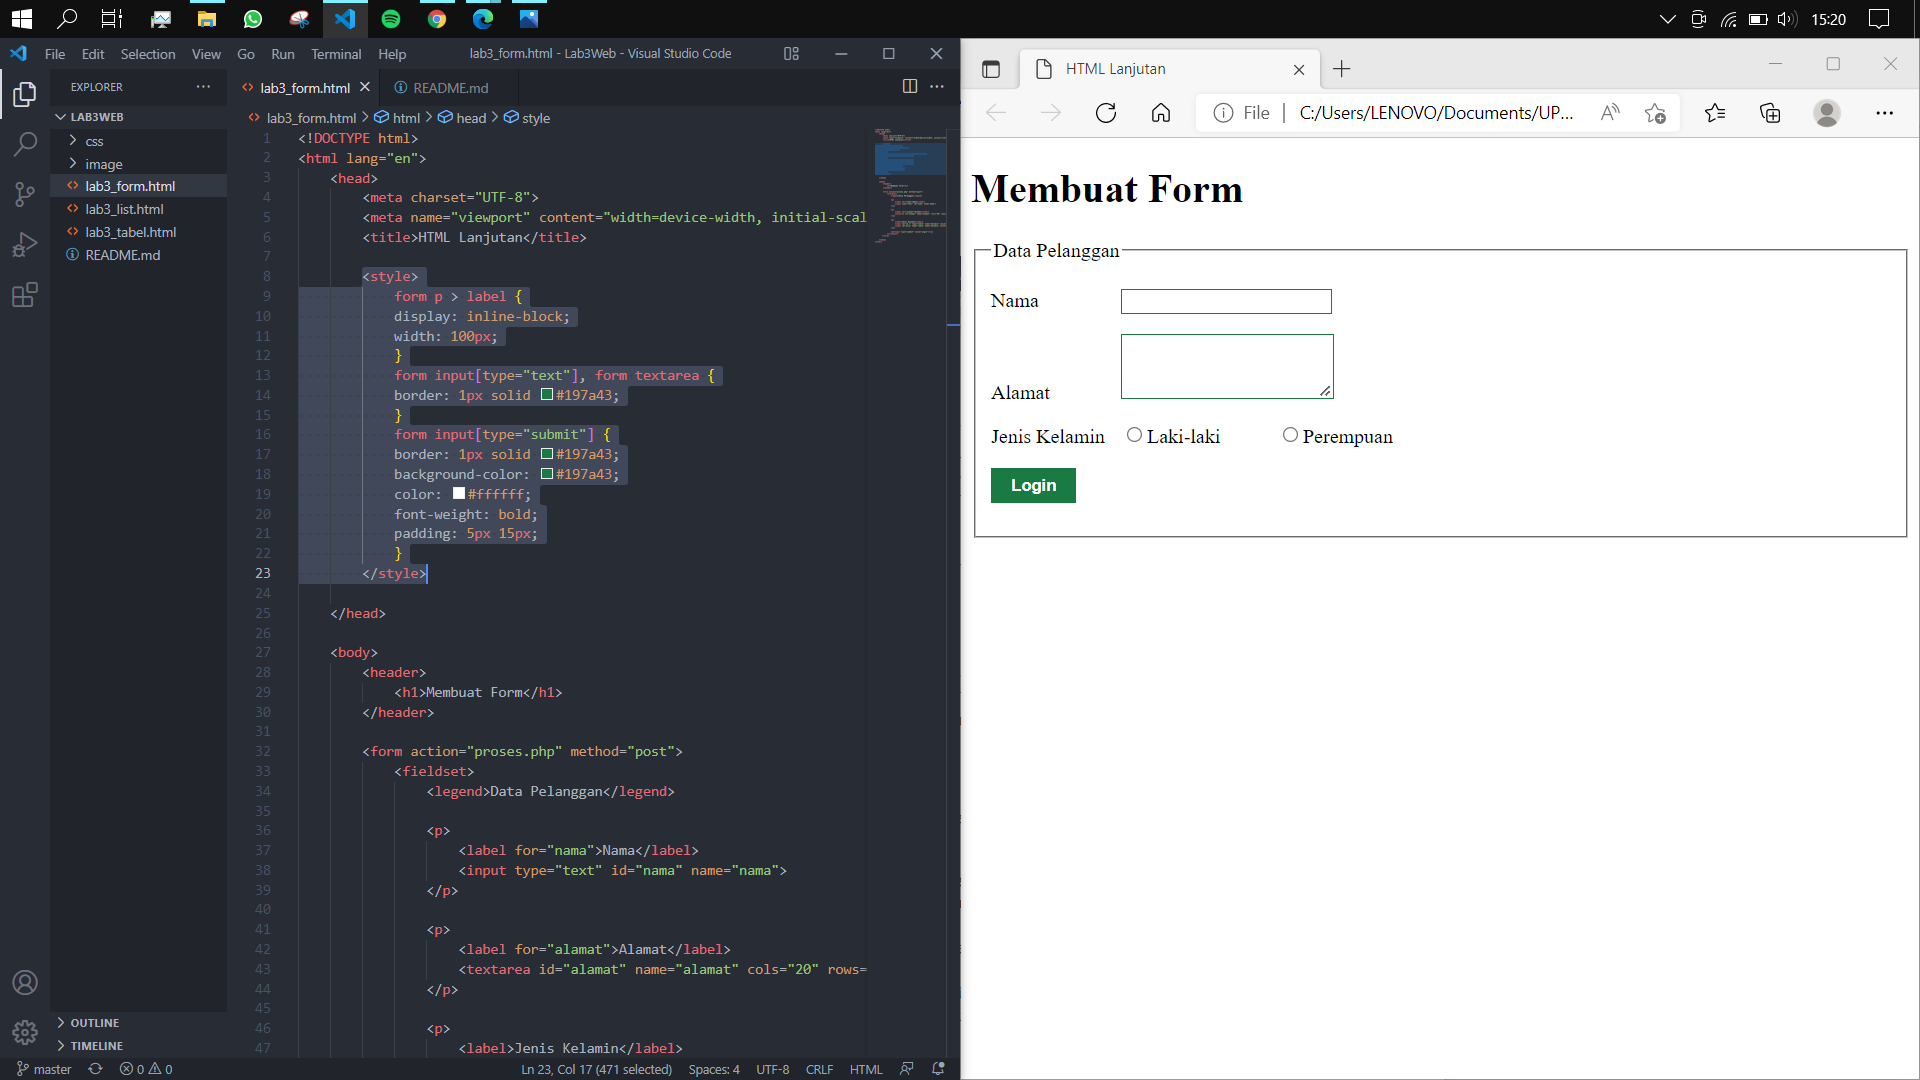 15:20
File Edit Selection View Go Run Terminal Help
lab3_form.html - Lab3Web - Visual Studio Code
EXPLORER
LAB3WEB
css
image
lab3_form.html
lab3_list.html
lab3_tabel.html
README.md
OUTLINE
TIMELINE
lab3_form.html
README.md
lab3_form.html > html > head > style
1 <!DOCTYPE html>
2 <html lang="en">
3 <head>
4 <meta charset="UTF-8">
5 <meta name="viewport" content="width=device-width, initial-scal
6 <title>HTML Lanjutan</title>
7
8 <style>
9 form p > label {
10 display: inline-block;
11 width: 100px;
12 }
13 form input[type="text"], form textarea {
14 border: 1px solid #197a43;
15 }
16 form input[type="submit"] {
17 border: 1px solid #197a43;
18 background-color: #197a43;
19 color: #ffffff;
20 font-weight: bold;
21 padding: 5px 15px;
22 }
23 </style>
24
25 </head>
26
27 <body>
28 <header>
29 <h1>Membuat Form</h1>
30 </header>
31
32 <form action="proses.php" method="post">
33 <fieldset>
34 <legend>Data Pelanggan</legend>
35
36 <p>
37 <label for="nama">Nama</label>
38 <input type="text" id="nama" name="nama">
39 </p>
40
41 <p>
42 <label for="alamat">Alamat</label>
43 <textarea id="alamat" name="alamat" cols="20" rows=
44 </p>
45
46 <p>
47 <label>Jenis Kelamin</label>
master 0 0 Ln 23, Col 17 (471 selected) Spaces: 4 UTF-8 CRLF HTML
HTML Lanjutan
File C:/Users/LENOVO/Documents/UP...
Membuat Form
Data Pelanggan
Nama
Alamat
Jenis Kelamin Laki-laki Perempuan
Login